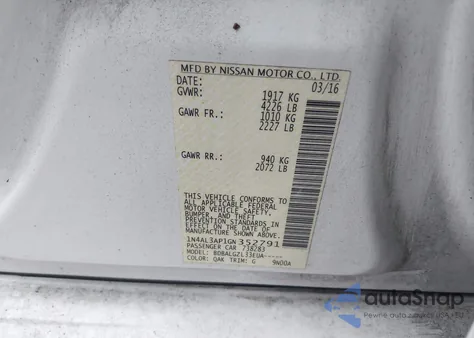 MFD BY NISSAN MOTOR CO., LTD.
DATE: 03/16
GVWR: 1917 KG
4226 LB
GAWR FR.: 1010 KG
2227 LB
GAWR RR.: 940 KG
2072 LB
THIS VEHICLE CONFORMS TO
ALL APPLICABLE FEDERAL
MOTOR VEHICLE SAFETY,
BUMPER, AND THEFT
PREVENTION STANDARDS
IN EFFECT ON THE DATE OF
MANUFACTURE SHOWN ABOVE.
1N4AL3AP1GN352791
PASSENGER CAR 738283
MODEL: BDBALGZL33EUA-----
COLOR: QAK TRIM: G 9N00A
autoSnap